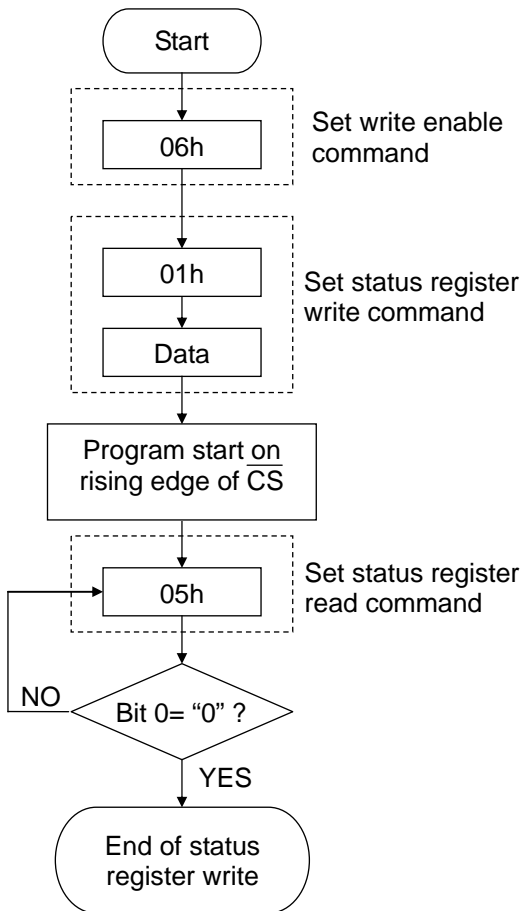 Start
06h
Set write enable
command
01h
Data
Set status register
write command
Program start on
rising edge of C̅S̅
05h
Set status register
read command
Bit 0= “0” ?
NO
YES
End of status
register write